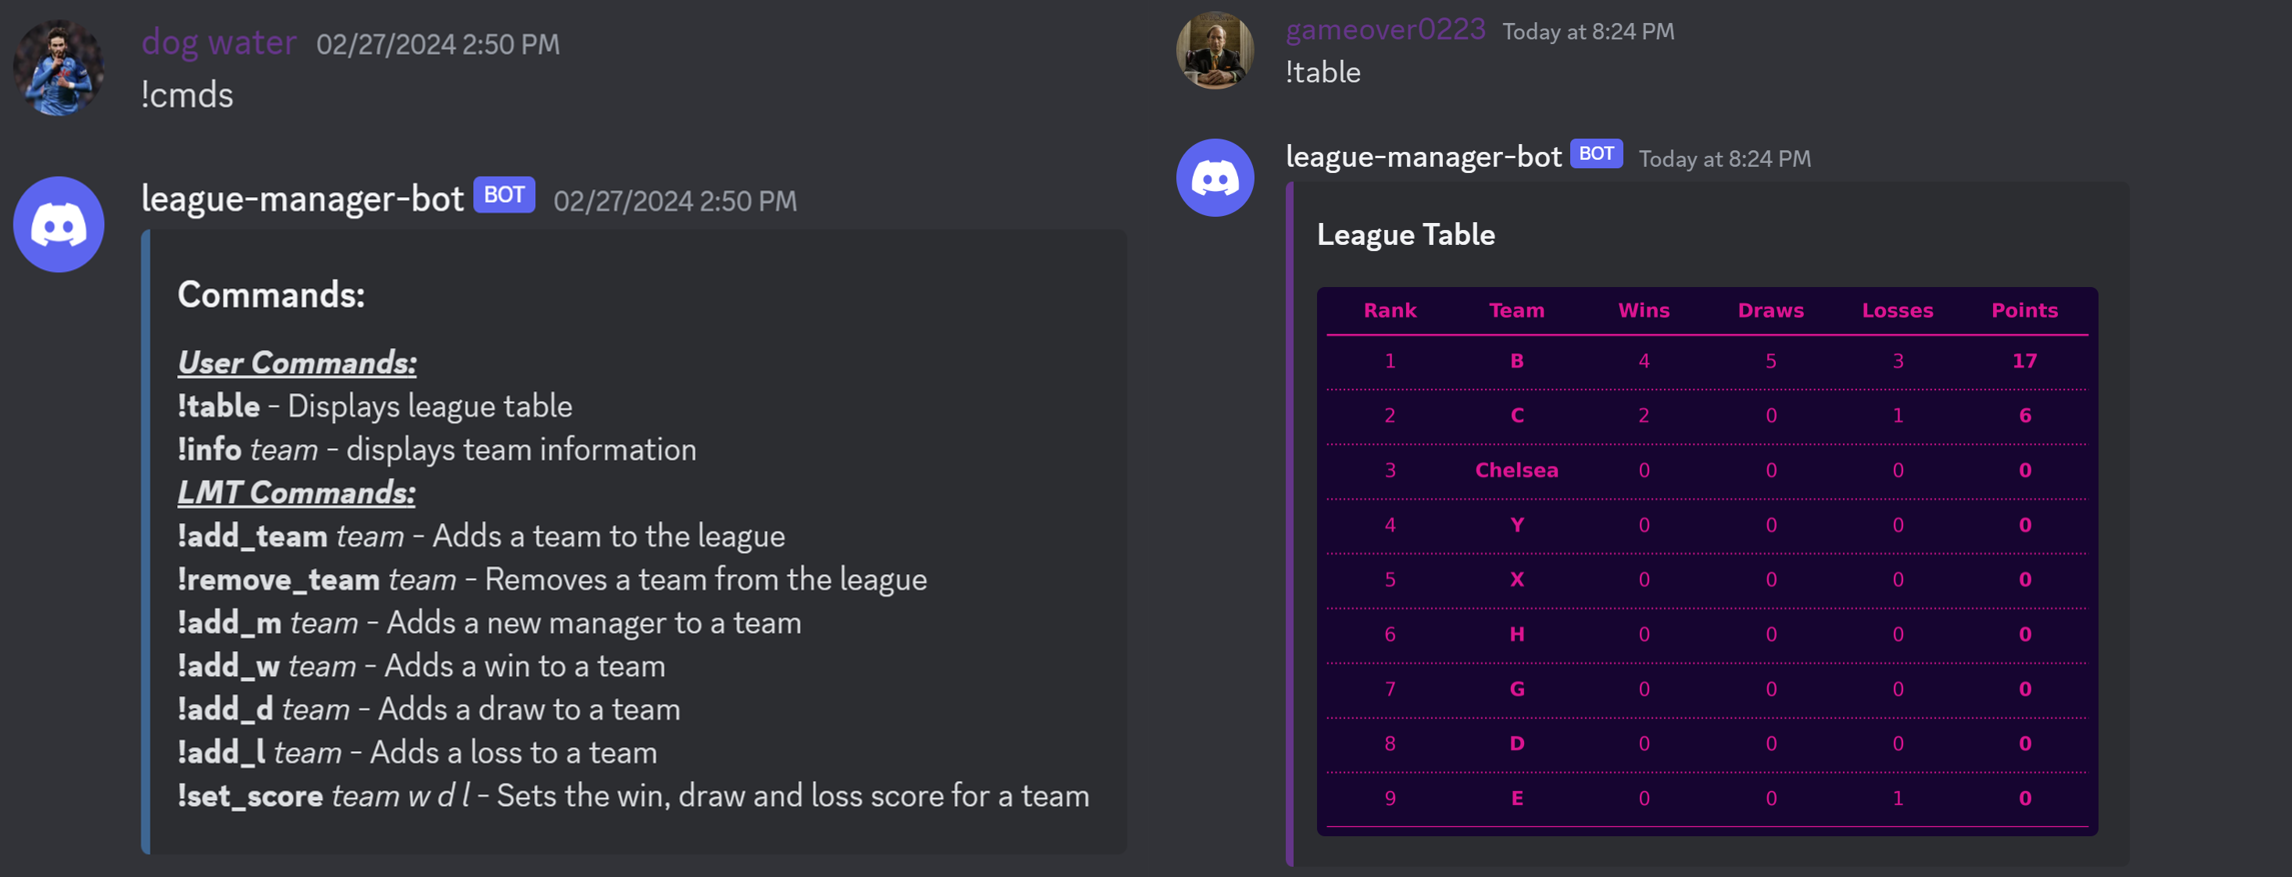 dog water 02/27/2024 2:50 PM
!cmds
league-manager-bot BOT 02/27/2024 2:50 PM
Commands:
User Commands:
!table - Displays league table
!info team - displays team information
LMT Commands:
!add_team team - Adds a team to the league
!remove_team team - Removes a team from the league
!add_m team - Adds a new manager to a team
!add_w team - Adds a win to a team
!add_d team - Adds a draw to a team
!add_l team - Adds a loss to a team
!set_score team w d l - Sets the win, draw and loss score for a team
gameover0223 Today at 8:24 PM
!table
league-manager-bot BOT Today at 8:24 PM
League Table
Rank Team Wins Draws Losses Points
1 B 4 5 3 17
2 C 2 0 1 6
3 Chelsea 0 0 0 0
4 Y 0 0 0 0
5 X 0 0 0 0
6 H 0 0 0 0
7 G 0 0 0 0
8 D 0 0 0 0
9 E 0 0 1 0